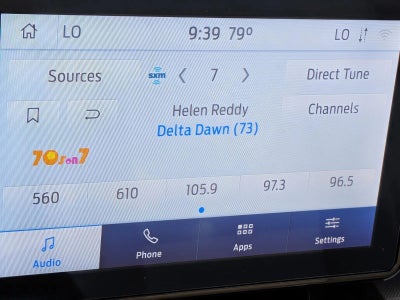 LO 9:39 79° LO
Sources sxm 7 Direct Tune
Helen Reddy Channels
Delta Dawn (73)
70s on 7
560 610 105.9 97.3 96.5
Audio Phone Apps Settings